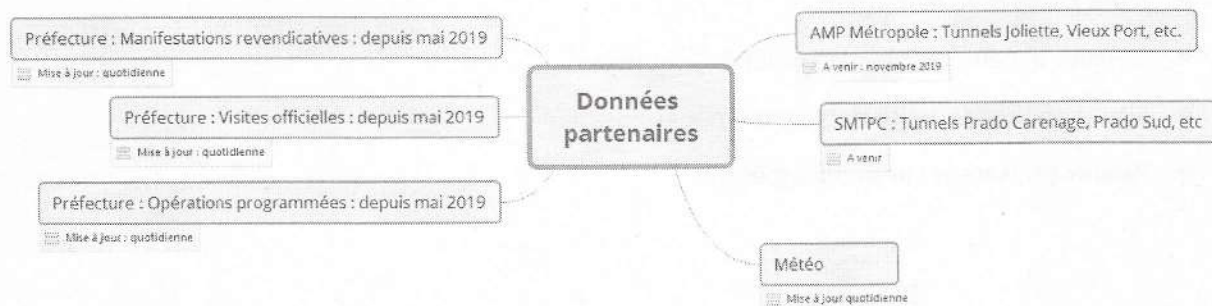 Préfecture : Manifestations revendicatives : depuis mai 2019
Mise à jour : quotidienne
Préfecture : Visites officielles : depuis mai 2019
Mise à jour : quotidienne
Préfecture : Opérations programmées : depuis mai 2019
Mise à jour : quotidienne
Données
partenaires
AMP Métropole : Tunnels Joliette, Vieux Port, etc.
A venir : novembre 2019
SMTPC : Tunnels Prado Carenage, Prado Sud, etc
A venir
Météo
Mise à jour quotidienne